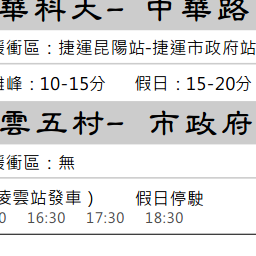 華科大- 中華路
緩衝區：捷運昆陽站-捷運市政府站
離峰：10-15分 假日：15-20分
雲五村- 市政府
緩衝區：無
凌雲站發車） 假日停駛
0 16:30 17:30 18:30